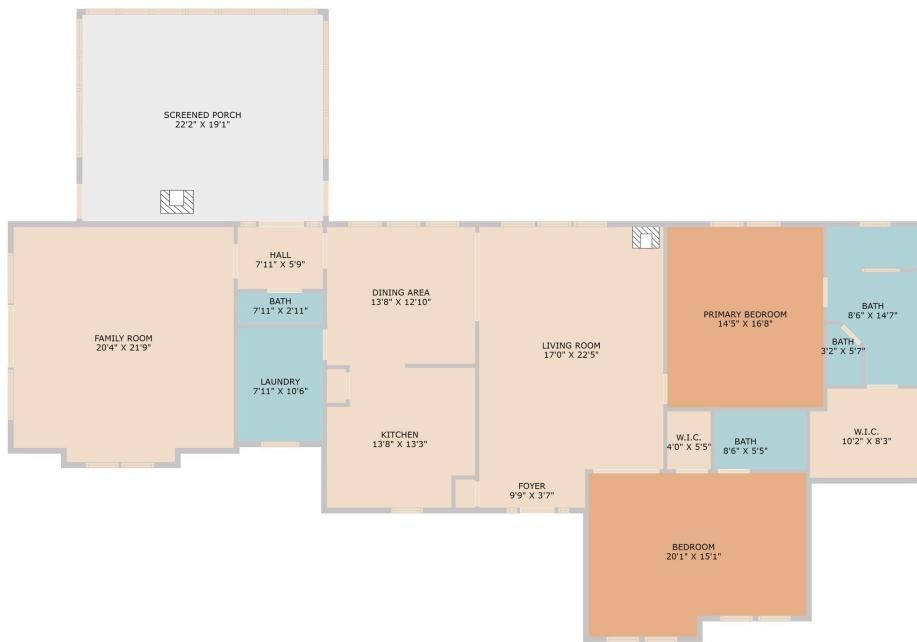 SCREENED PORCH
22'2" X 19'1"
HALL
7'11" X 5'9"
BATH
7'11" X 2'11"
DINING AREA
13'8" X 12'10"
FAMILY ROOM
20'4" X 21'9"
LAUNDRY
7'11" X 10'6"
KITCHEN
13'8" X 13'3"
LIVING ROOM
17'0" X 22'5"
FOYER
9'9" X 3'7"
PRIMARY BEDROOM
14'5" X 16'8"
BATH
8'6" X 14'7"
BATH
3'2" X 5'7"
W.I.C.
4'0" X 5'5"
BATH
8'6" X 5'5"
W.I.C.
10'2" X 8'3"
BEDROOM
20'1" X 15'1"